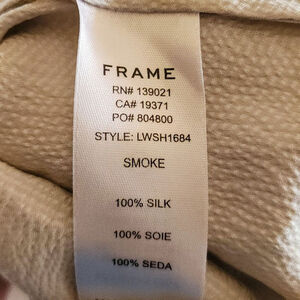 FRAME
RN# 139021
CA# 19371
PO# 804800
STYLE: LWSH1684
SMOKE
100% SILK
100% SOIE
100% SEDA